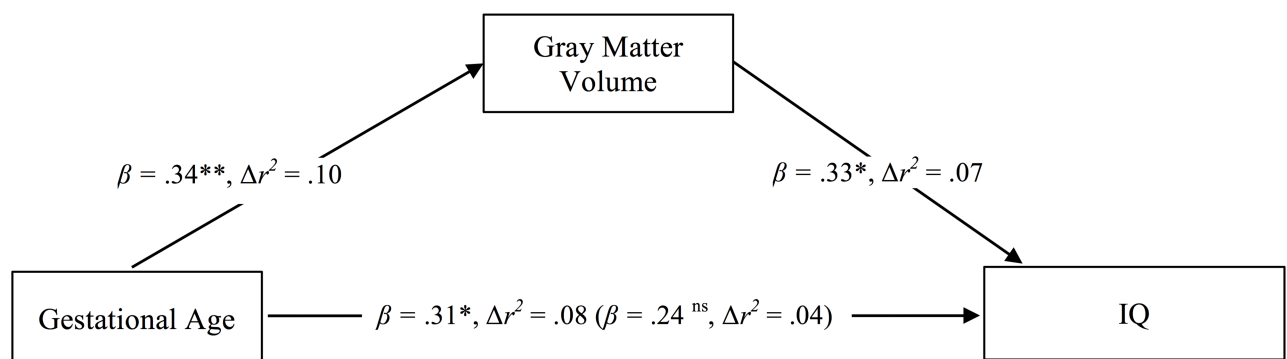 Gray Matter
Volume
β = .34**, Δr² = .10
β = .33*, Δr² = .07
Gestational Age
β = .31*, Δr² = .08 (β = .24 ⁿˢ, Δr² = .04)
IQ